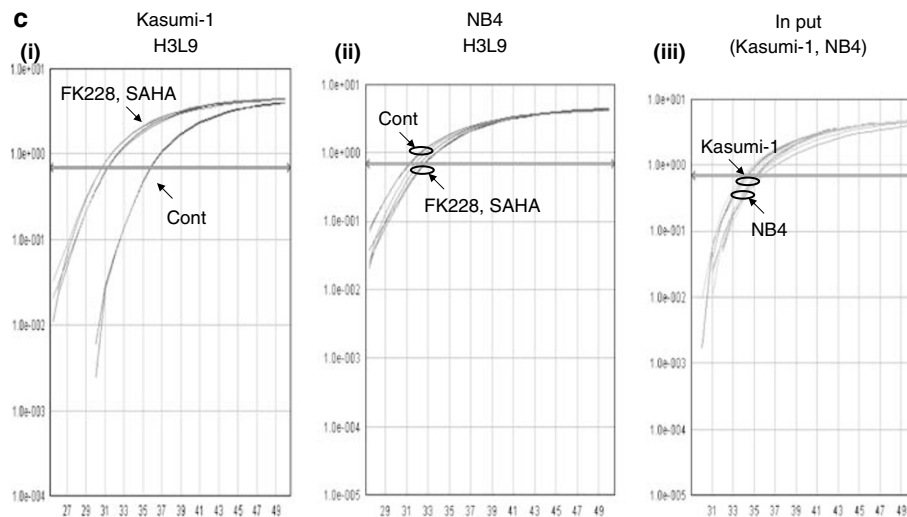 c
Kasumi-1
H3L9
(i)
1.0e+001
1.0e+000
1.0e-001
1.0e-002
1.0e-003
1.0e-004
FK228, SAHA
Cont
27 29 31 33 35 37 39 41 43 45 47 49
NB4
H3L9
(ii)
1.0e+001
1.0e+000
1.0e-001
1.0e-002
1.0e-003
1.0e-004
1.0e-005
Cont
FK228, SAHA
29 31 33 35 37 39 41 43 45 47 49
In put
(Kasumi-1, NB4)
(iii)
1.0e+001
1.0e+000
1.0e-001
1.0e-002
1.0e-003
1.0e-004
1.0e-005
Kasumi-1
NB4
31 33 35 37 39 41 43 45 47 49